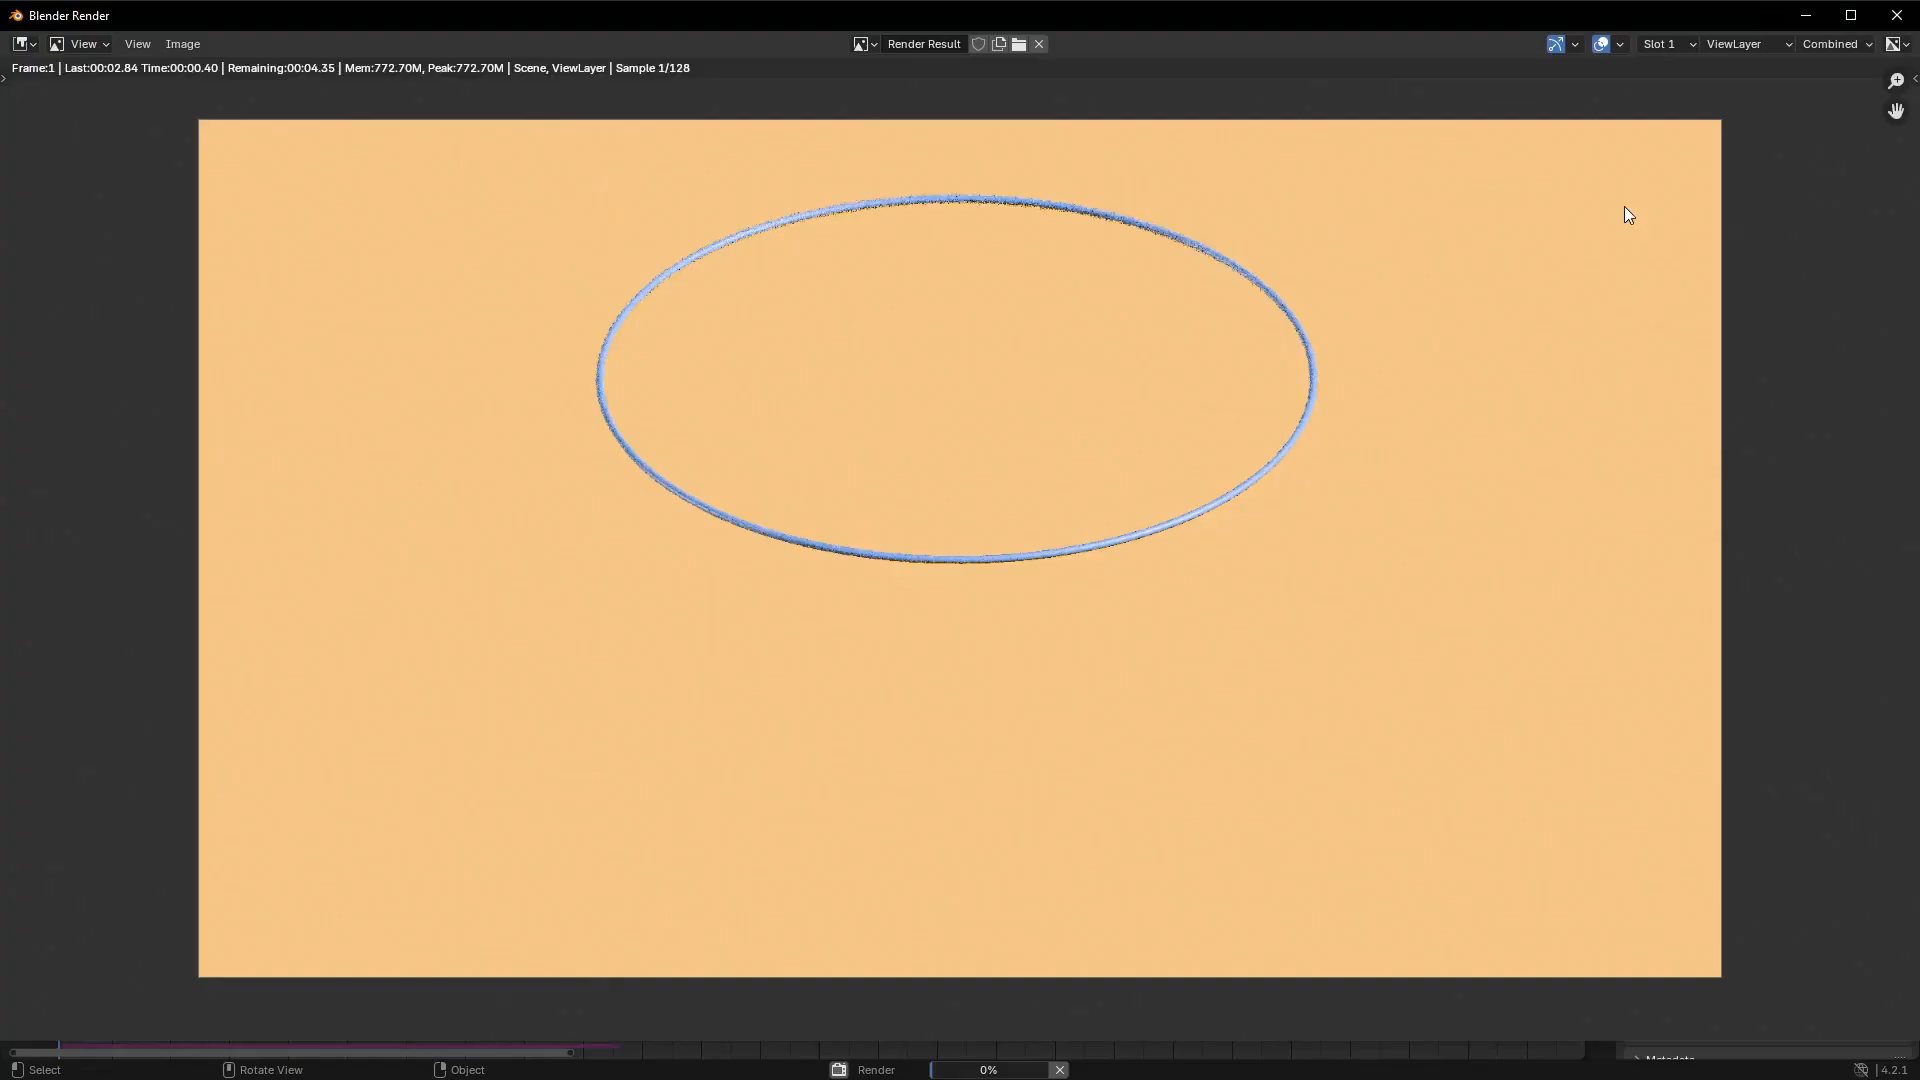 Blender Render
View View Image Render Result Slot 1 ViewLayer Combined
Frame:1 | Last:00:02.84 Time:00:00.40 | Remaining:00:04.35 | Mem:772.70M, Peak:772.70M | Scene, ViewLayer | Sample 1/128
Metadata
Select Rotate View Object Render 0% 4.2.1